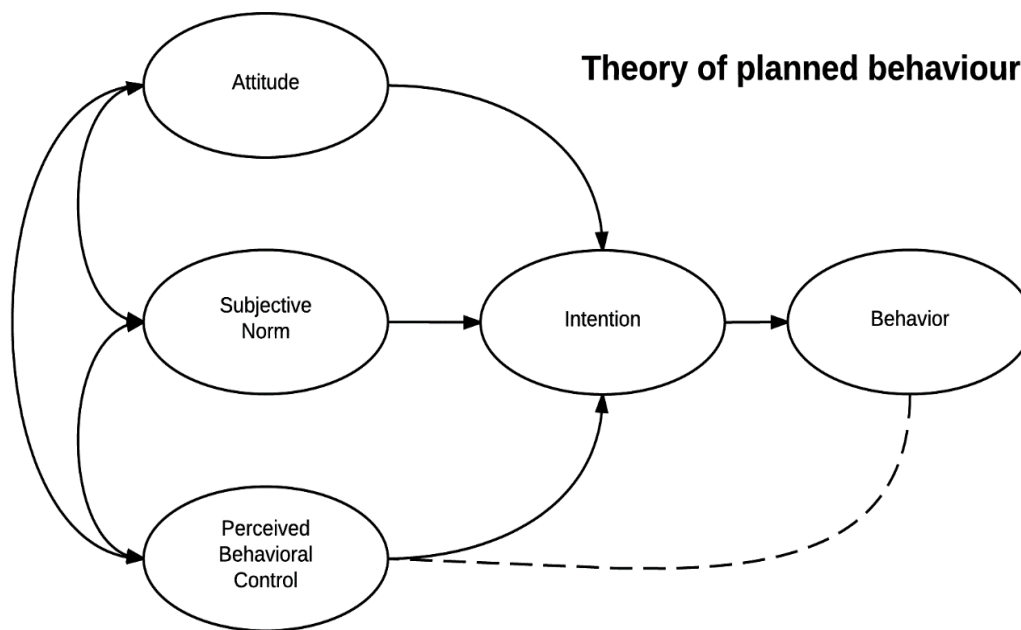 Theory of planned behaviour
Attitude
Subjective
Norm
Intention
Behavior
Perceived
Behavioral
Control